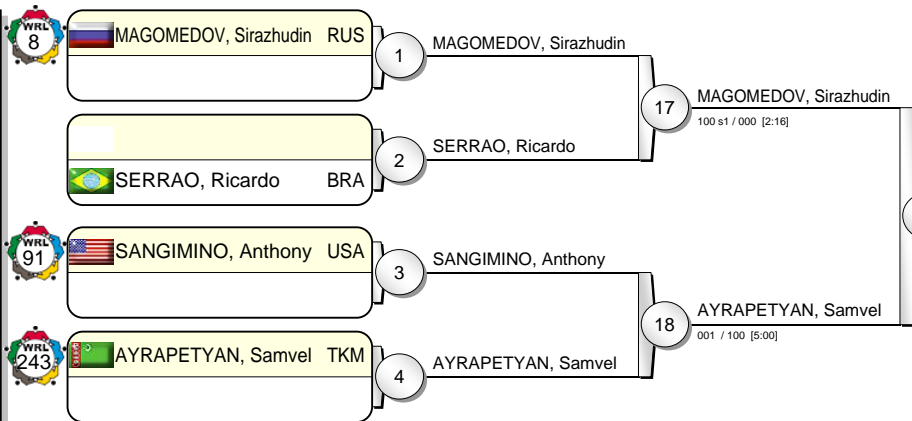 WRL
8
MAGOMEDOV, Sirazhudin RUS
1
MAGOMEDOV, Sirazhudin
17
MAGOMEDOV, Sirazhudin
100 s1 / 000 [2:16]
2
SERRAO, Ricardo
SERRAO, Ricardo BRA
WRL
91
SANGIMINO, Anthony USA
3
SANGIMINO, Anthony
18
AYRAPETYAN, Samvel
001 / 100 [5:00]
WRL
243
AYRAPETYAN, Samvel TKM
4
AYRAPETYAN, Samvel